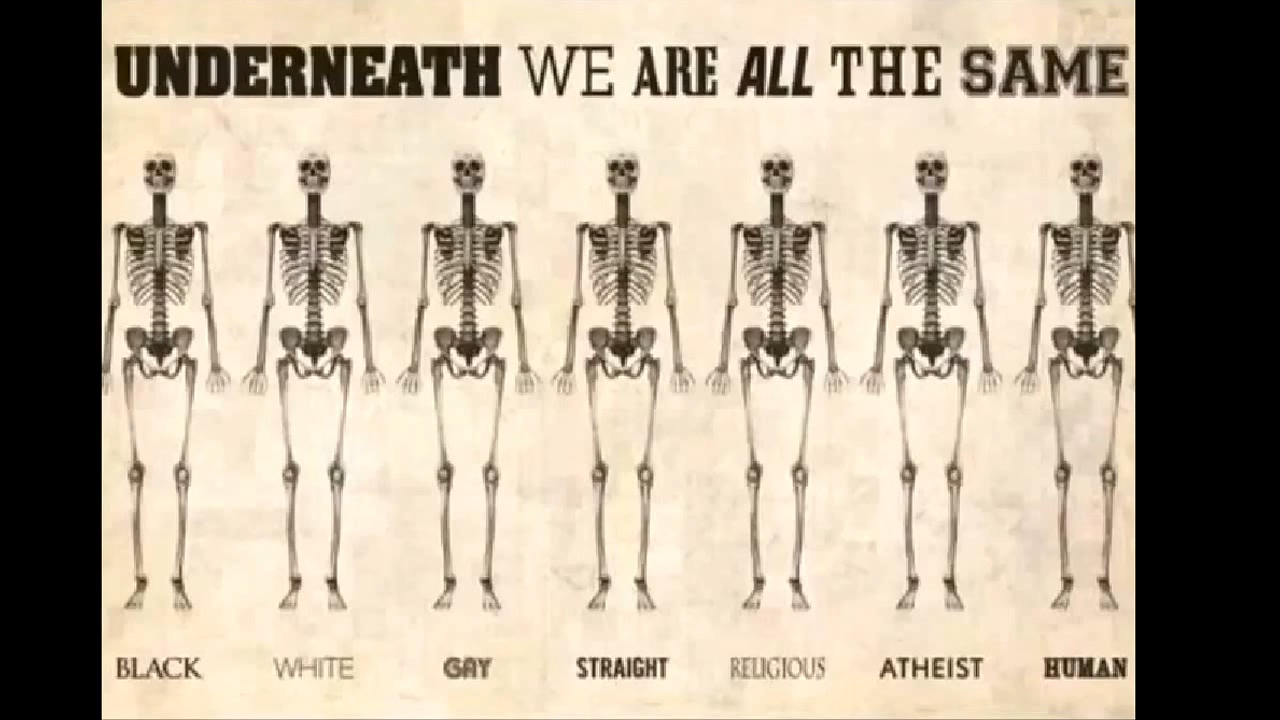 UNDERNEATH WE ARE ALL THE SAME
BLACK WHITE GAY STRAIGHT RELIGIOUS ATHEIST HUMAN